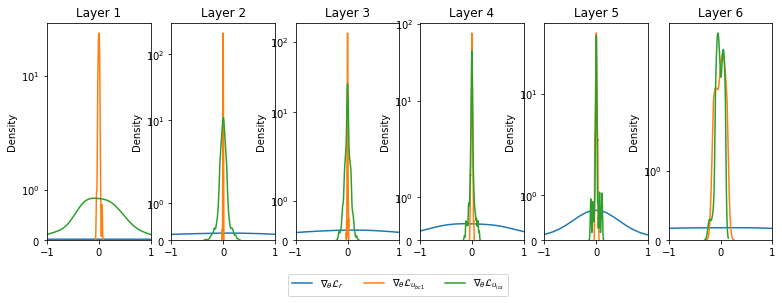 Layer 1 Layer 2 Layer 3 Layer 4 Layer 5 Layer 6
Density Density Density Density Density Density
10¹ 10⁰ 0
10² 10¹ 10⁰ 0
10² 10¹ 10⁰ 0
10² 10¹ 10⁰ 0
10¹ 10⁰ 0
10⁰ 0
−1 0 1 −1 0 1 −1 0 1 −1 0 1 −1 0 1 −1 0 1
∇θℒr ∇θℒu_bc1 ∇θℒu_ics